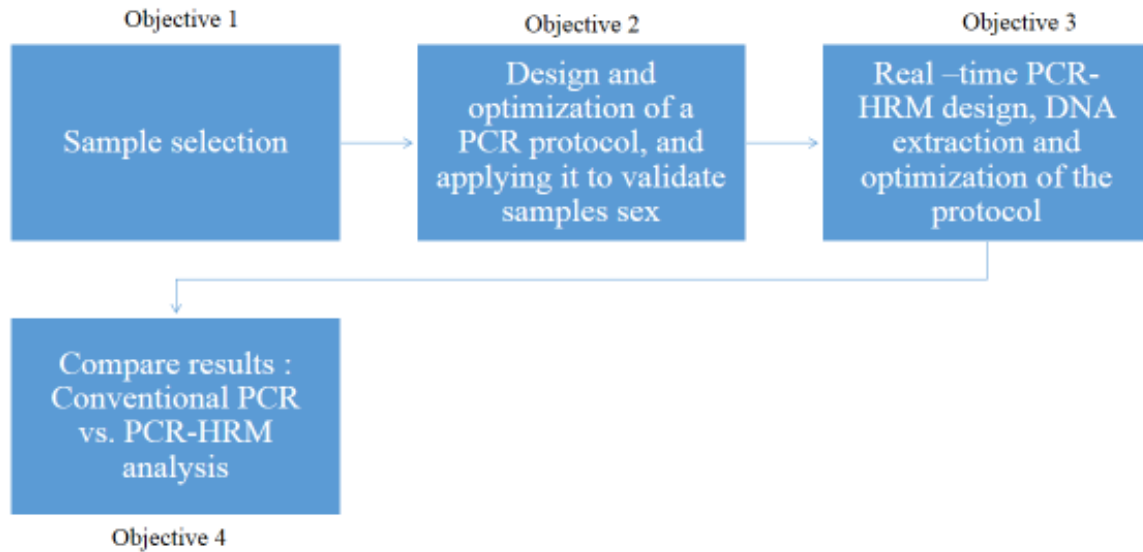 Objective 1
Sample selection
Objective 2
Design and
optimization of a
PCR protocol, and
applying it to validate
samples sex
Objective 3
Real –time PCR-
HRM design, DNA
extraction and
optimization of the
protocol
Compare results :
Conventional PCR
vs. PCR-HRM
analysis
Objective 4